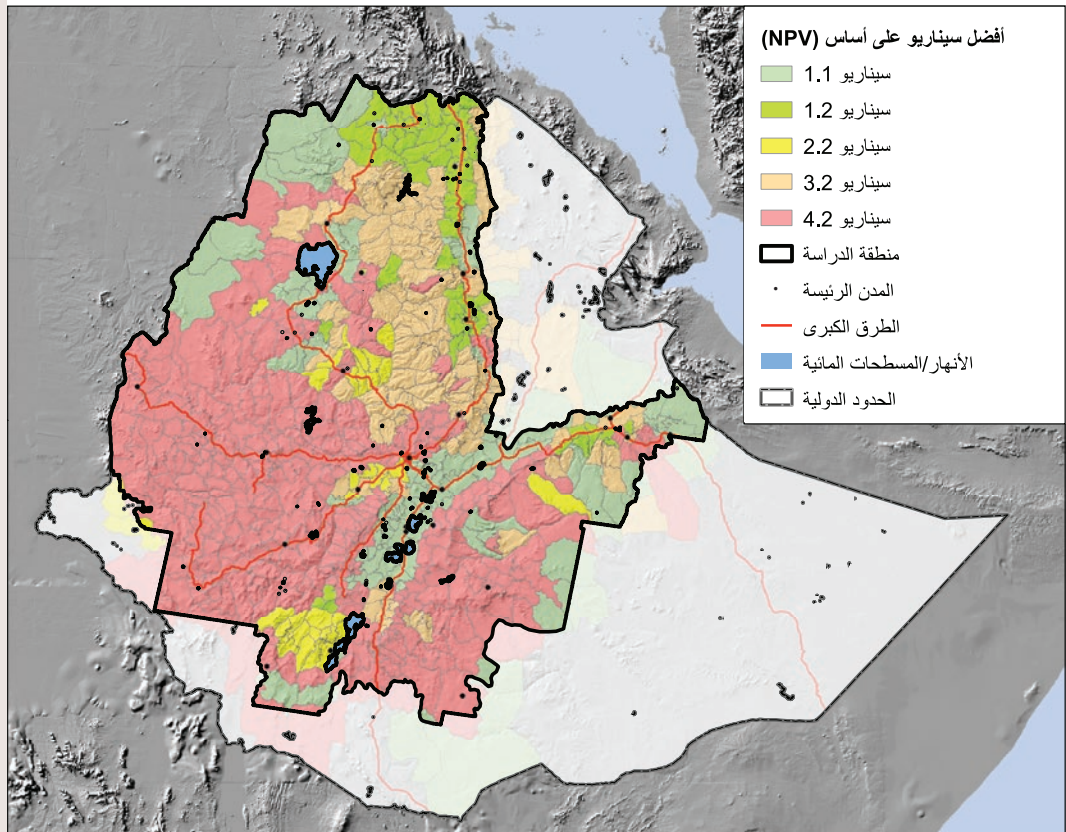 أفضل سيناريو على أساس (NPV)
سيناريو 1.1
سيناريو 1.2
سيناريو 2.2
سيناريو 3.2
سيناريو 4.2
منطقة الدراسة
المدن الرئيسة
الطرق الكبرى
الأنهار/المسطحات المائية
الحدود الدولية